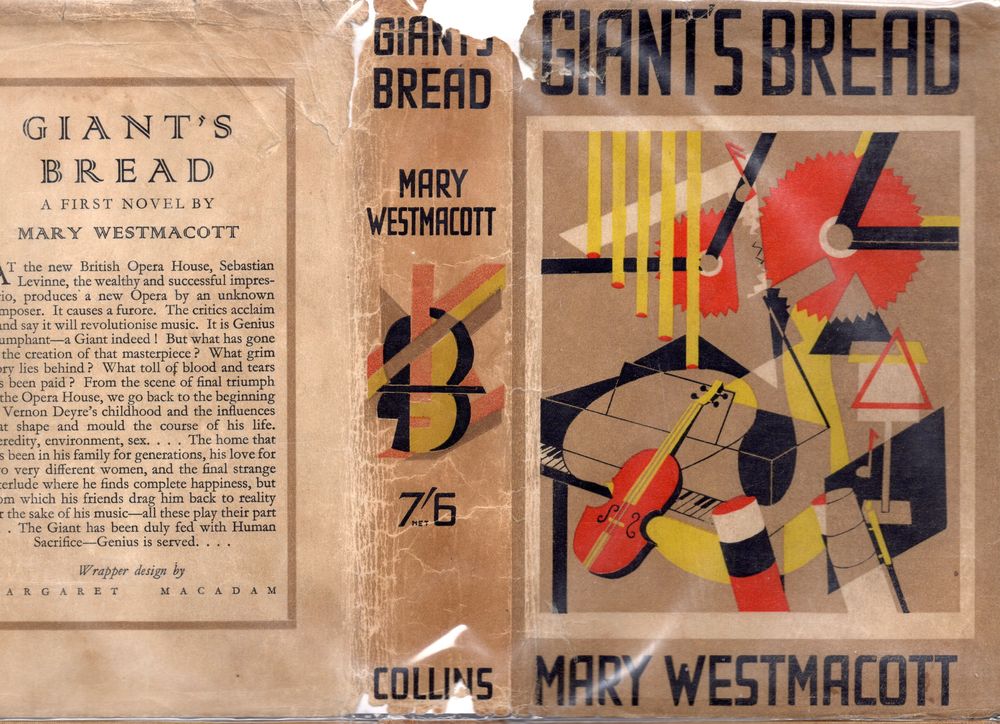 GIANT'S
BREAD
A FIRST NOVEL BY
MARY WESTMACOTT
AT the new British Opera House, Sebastian
Levinne, the wealthy and successful impres-
rio, produces a new Opera by an unknown
mposer. It causes a furore. The critics acclaim
nd say it will revolutionise music. It is Genius
umphant—a Giant indeed ! But what has gone
the creation of that masterpiece ? What grim
ory lies behind ? What toll of blood and tears
s been paid ? From the scene of final triumph
the Opera House, we go back to the beginning
Vernon Deyre's childhood and the influences
at shape and mould the course of his life.
eredity, environment, sex. . . . The home that
s been in his family for generations, his love for
o very different women, and the final strange
terlude where he finds complete happiness, but
om which his friends drag him back to reality
r the sake of his music—all these play their part
. . The Giant has been duly fed with Human
Sacrifice—Genius is served. . . .
Wrapper design by
ARGARET MACADAM
GIANT'S
BREAD
MARY
WESTMACOTT
7/6
NET
COLLINS
GIANT'S BREAD
MARY WESTMACOTT